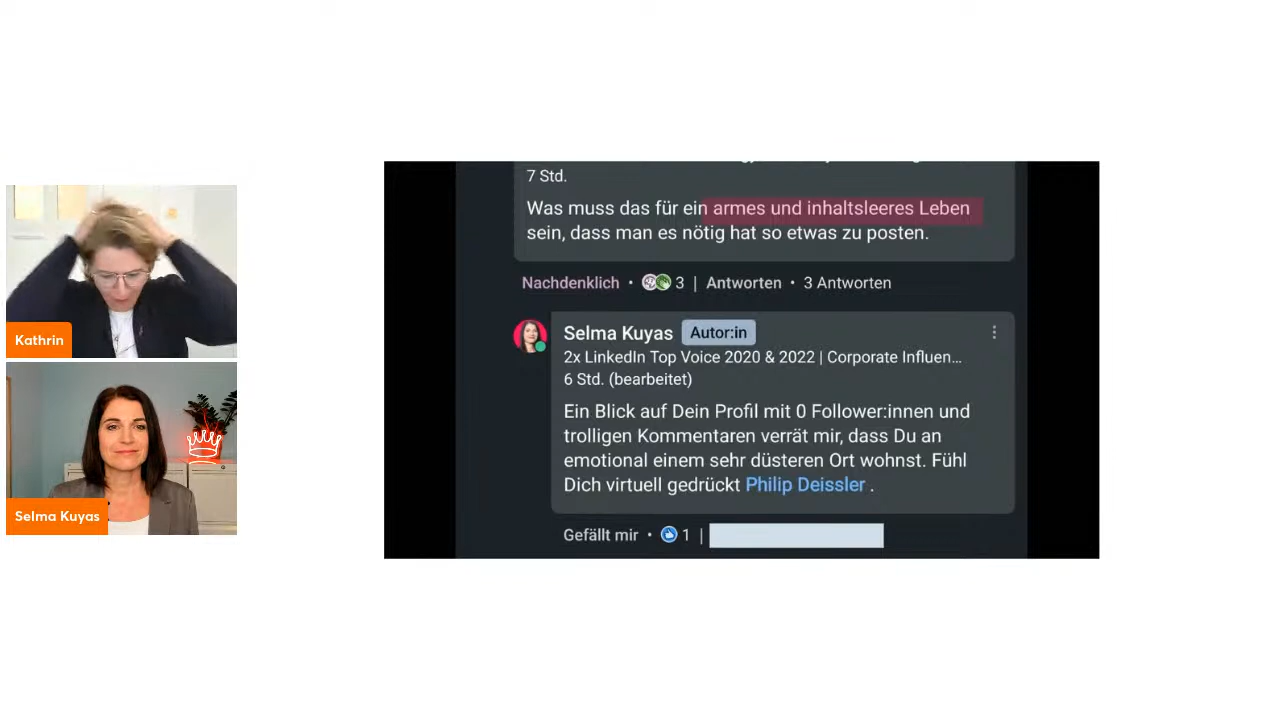 Kathrin
Selma Kuyas
7 Std.
Was muss das für ein armes und inhaltsleeres Leben
sein, dass man es nötig hat so etwas zu posten.
Nachdenklich • 3 | Antworten • 3 Antworten
Selma Kuyas Autor:in
2x LinkedIn Top Voice 2020 & 2022 | Corporate Influen...
6 Std. (bearbeitet)
Ein Blick auf Dein Profil mit 0 Follower:innen und
trolligen Kommentaren verrät mir, dass Du an
emotional einem sehr düsteren Ort wohnst. Fühl
Dich virtuell gedrückt Philip Deissler .
Gefällt mir • 1 |